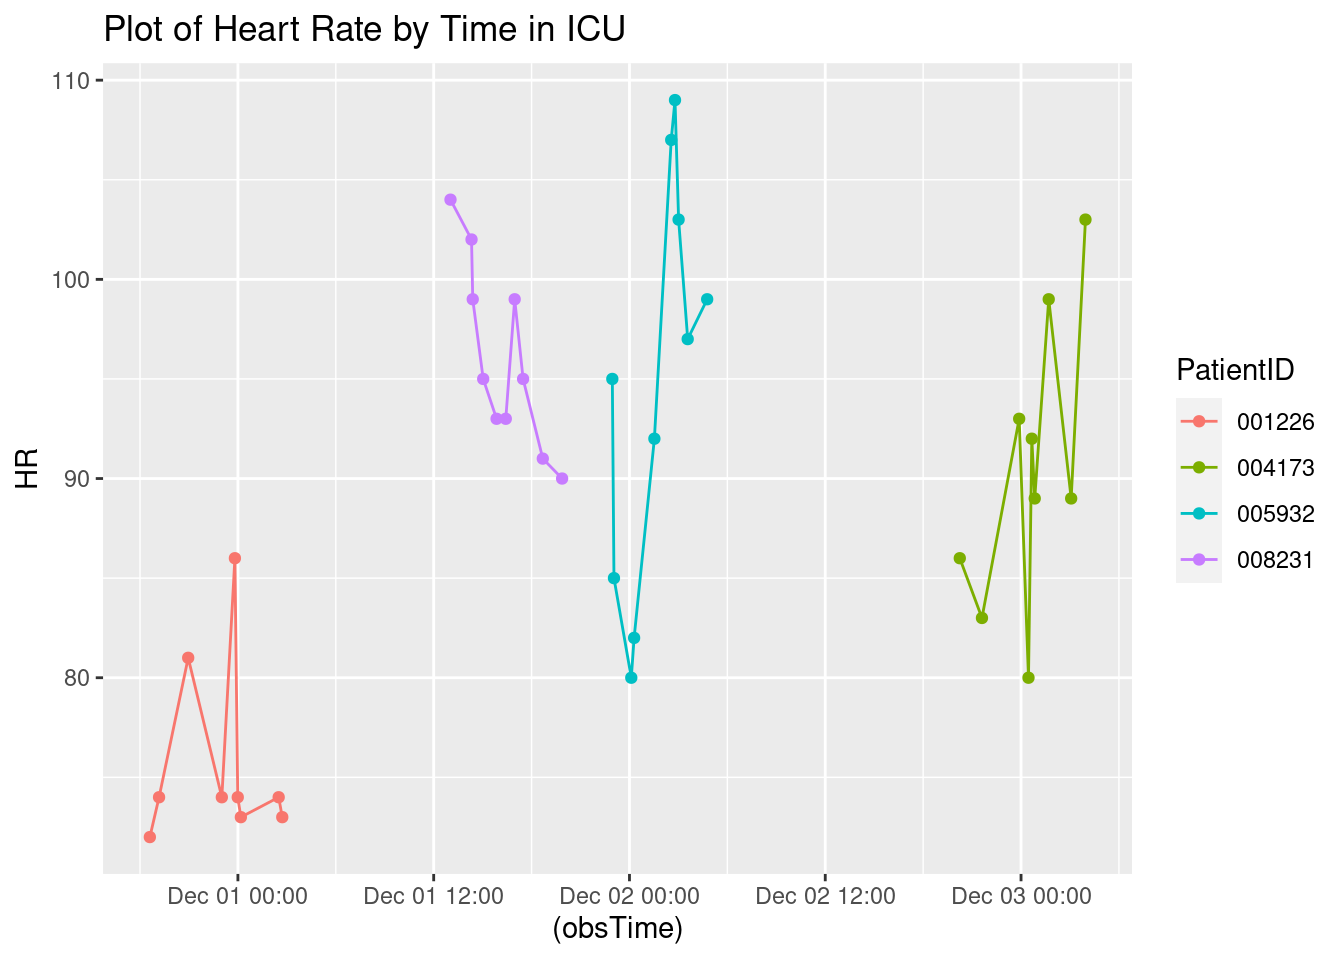 Plot of Heart Rate by Time in ICU
110
100
90
80
HR
Dec 01 00:00
Dec 01 12:00
Dec 02 00:00
Dec 02 12:00
Dec 03 00:00
(obsTime)
PatientID
001226
004173
005932
008231